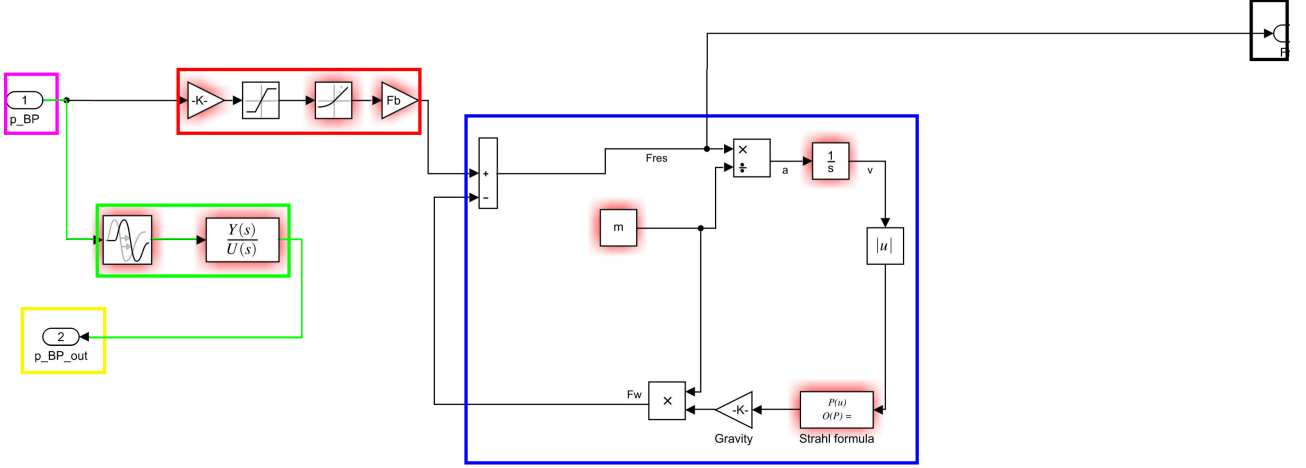 1
p_BP
-K-
Fb
+
−
Fres
×
÷
a
1
s
v
m
|u|
Y(s)
U(s)
2
p_BP_out
Fw
×
-K-
P(u)
O(P) =
Gravity
Strahl formula